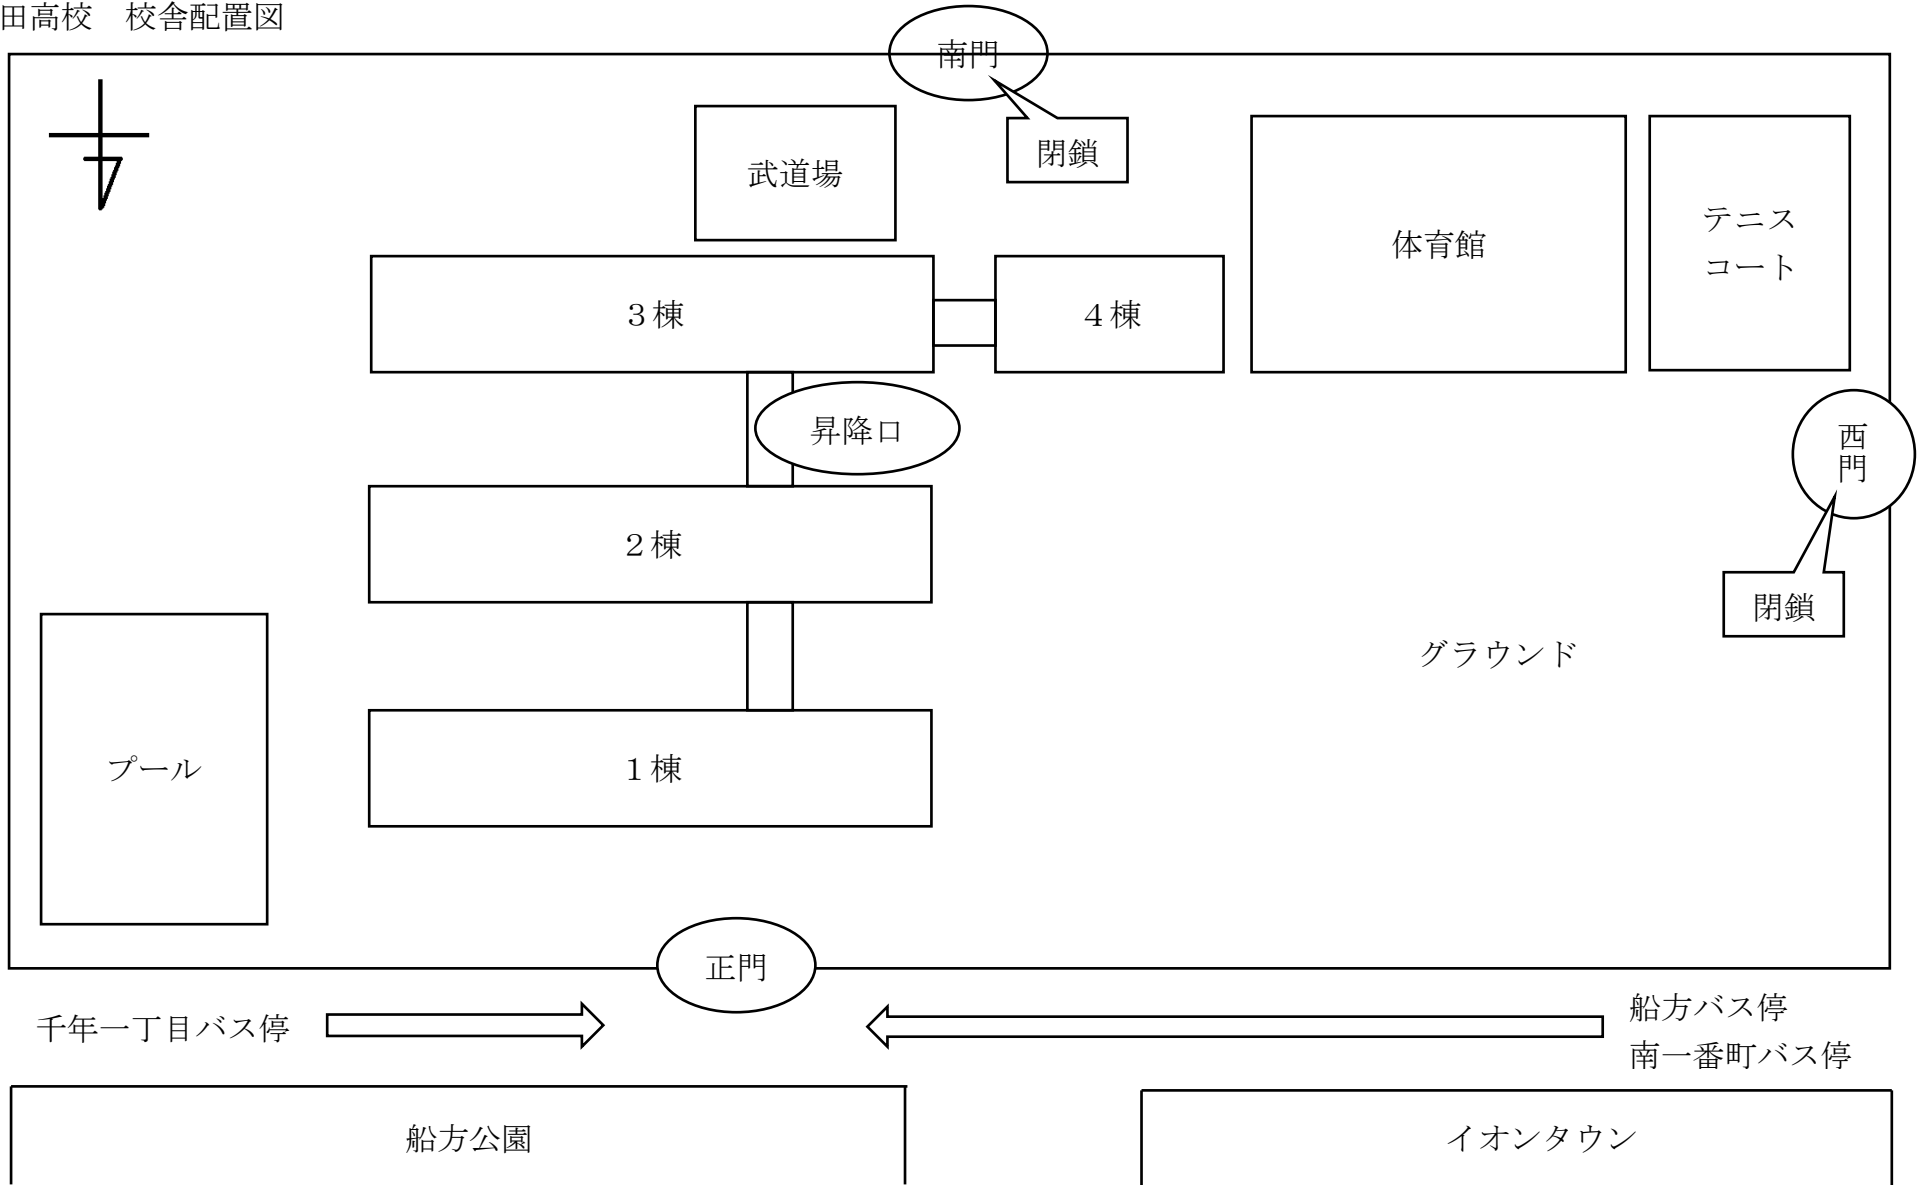 田高校　校舎配置図
南門
閉鎖
武道場
体育館
テニス
コート
３棟
４棟
昇降口
西門
２棟
閉鎖
グラウンド
プール
１棟
正門
千年一丁目バス停
船方バス停
南一番町バス停
船方公園
イオンタウン